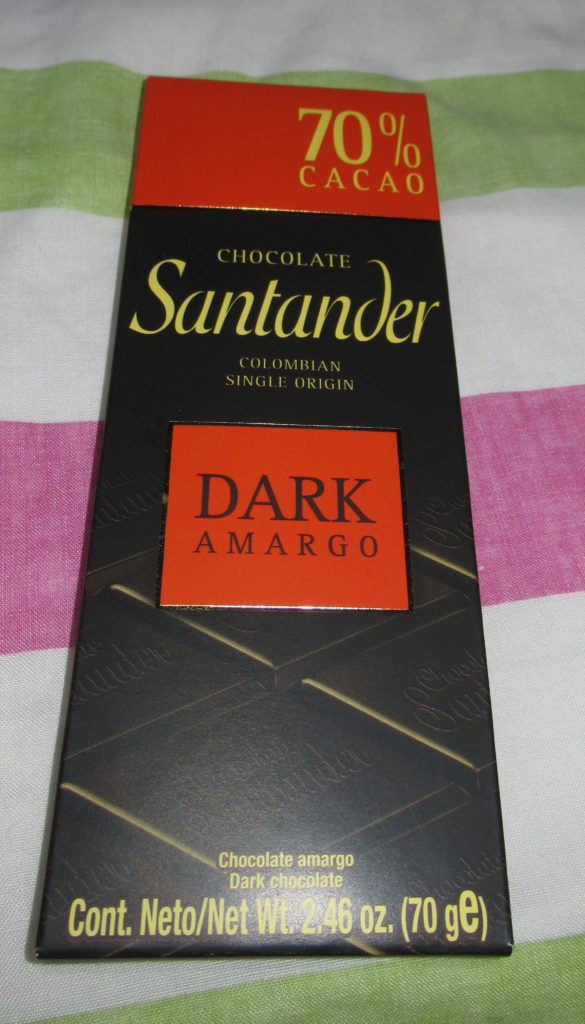 70%
CACAO
CHOCOLATE
Santander
COLOMBIAN
SINGLE ORIGIN
DARK
AMARGO
Chocolate amargo
Dark chocolate
Cont. Neto/Net Wt. 2.46 oz. (70 g℮)